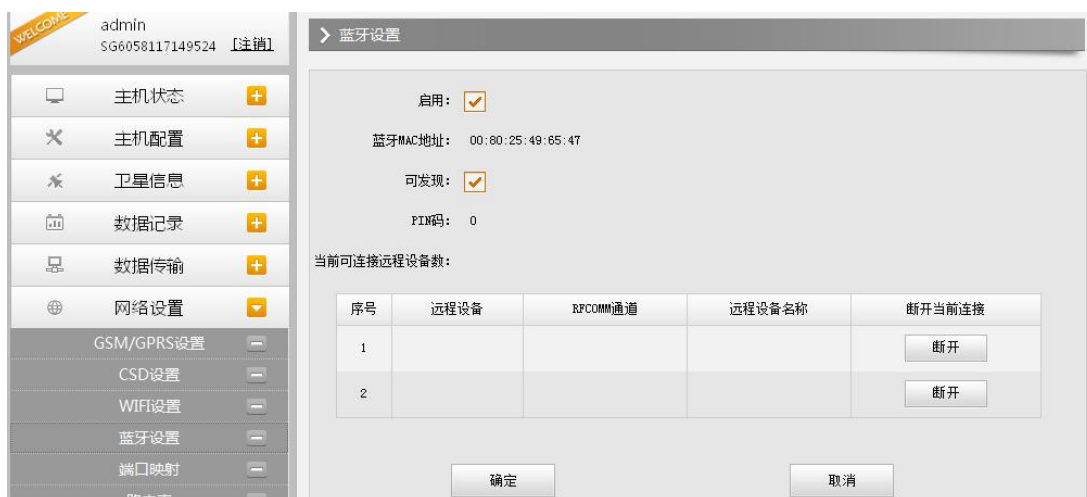 WELCOME
admin
SG6058117149524 [注销]
主机状态
主机配置
卫星信息
数据记录
数据传输
网络设置
GSM/GPRS设置
CSD设置
WIFI设置
蓝牙设置
端口映射
蓝牙设置
启用:
蓝牙MAC地址: 00:80:25:49:65:47
可发现:
PIN码: 0
当前可连接远程设备数:
序号 远程设备 RFCOMM通道 远程设备名称 断开当前连接
1 断开
2 断开
确定 取消